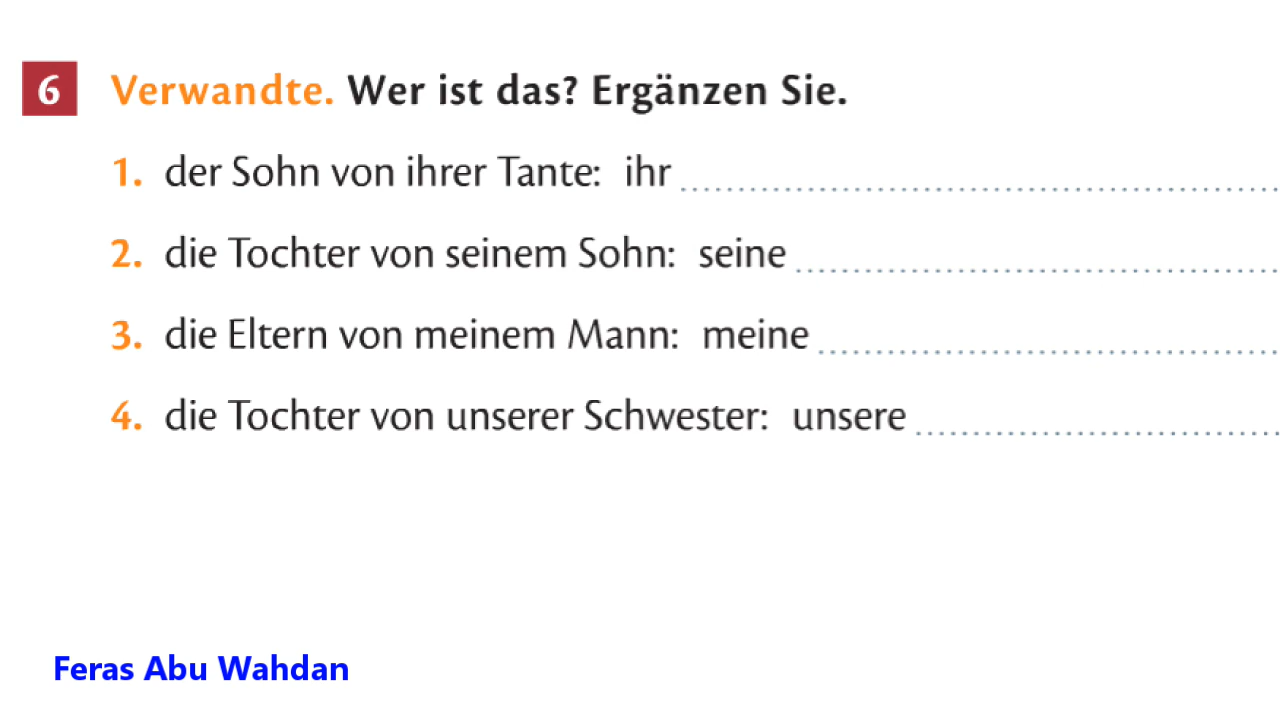 6 Verwandte. Wer ist das? Ergänzen Sie.
1. der Sohn von ihrer Tante: ihr ........................................
2. die Tochter von seinem Sohn: seine ........................................
3. die Eltern von meinem Mann: meine ........................................
4. die Tochter von unserer Schwester: unsere ........................................
Feras Abu Wahdan